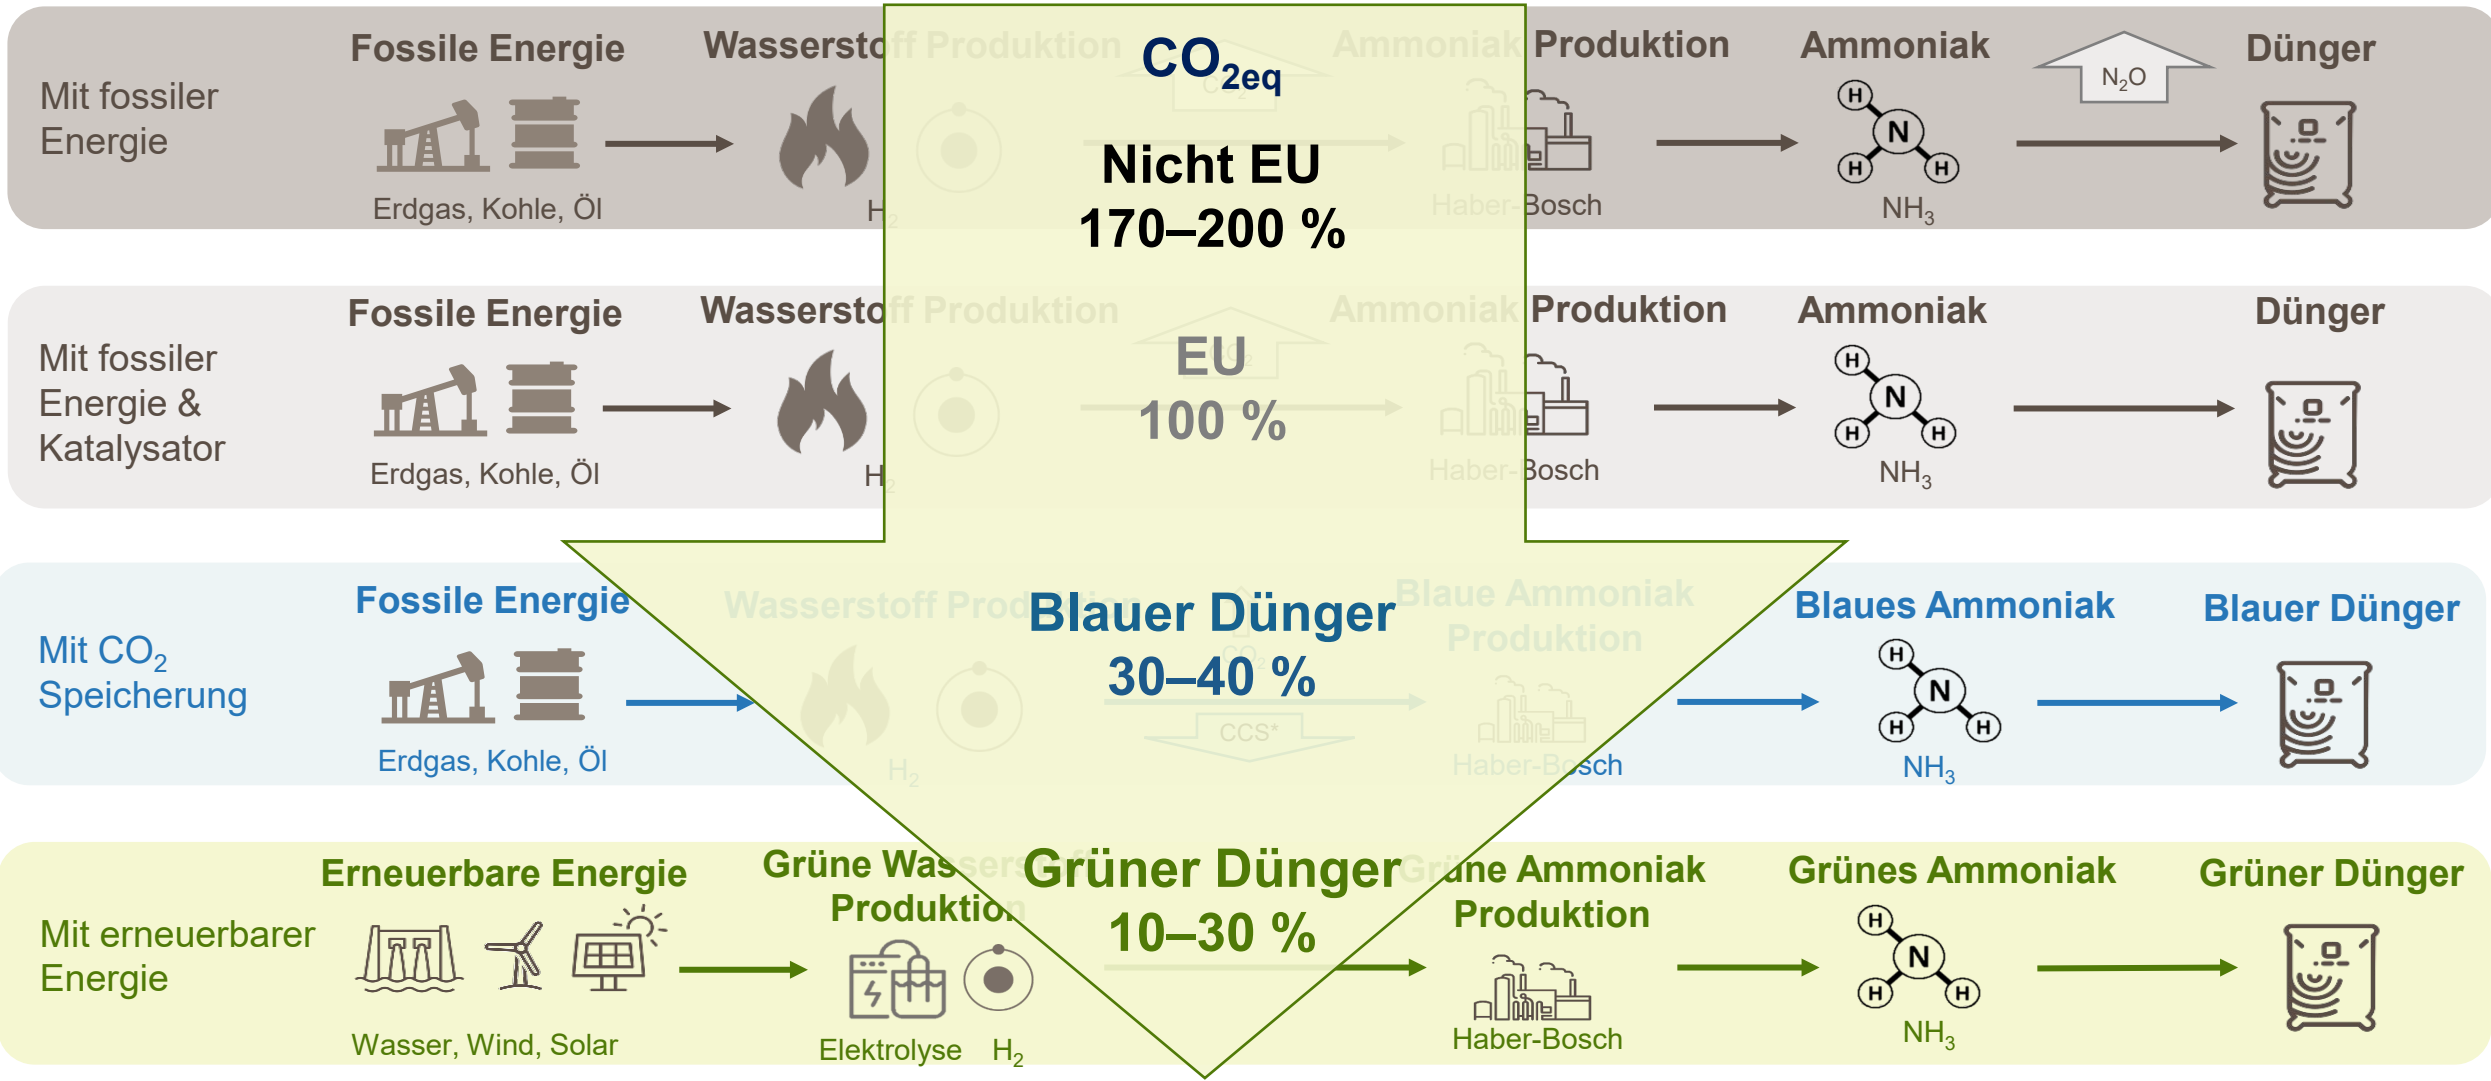 Mit fossiler
Energie
Fossile Energie
Erdgas, Kohle, Öl
Wasserstoff Produktion
H2
CO2
Ammoniak Produktion
Haber-Bosch
Ammoniak
H
N
H
H
NH3
N2O
Dünger
CO2eq
Nicht EU
170–200 %
Mit fossiler
Energie &
Katalysator
Fossile Energie
Erdgas, Kohle, Öl
Wasserstoff Produktion
H2
CO2
Ammoniak Produktion
Haber-Bosch
Ammoniak
H
N
H
H
NH3
Dünger
EU
100 %
Mit CO2
Speicherung
Fossile Energie
Erdgas, Kohle, Öl
Wasserstoff Produktion
H2
CO2
CCS*
Blaue Ammoniak
Produktion
Haber-Bosch
Blaues Ammoniak
H
N
H
H
NH3
Blauer Dünger
Blauer Dünger
30–40 %
Mit erneuerbarer
Energie
Erneuerbare Energie
Wasser, Wind, Solar
Grüne Wasserstoff
Produktion
Elektrolyse
H2
Grüne Ammoniak
Produktion
Haber-Bosch
Grünes Ammoniak
H
N
H
H
NH3
Grüner Dünger
Grüner Dünger
10–30 %